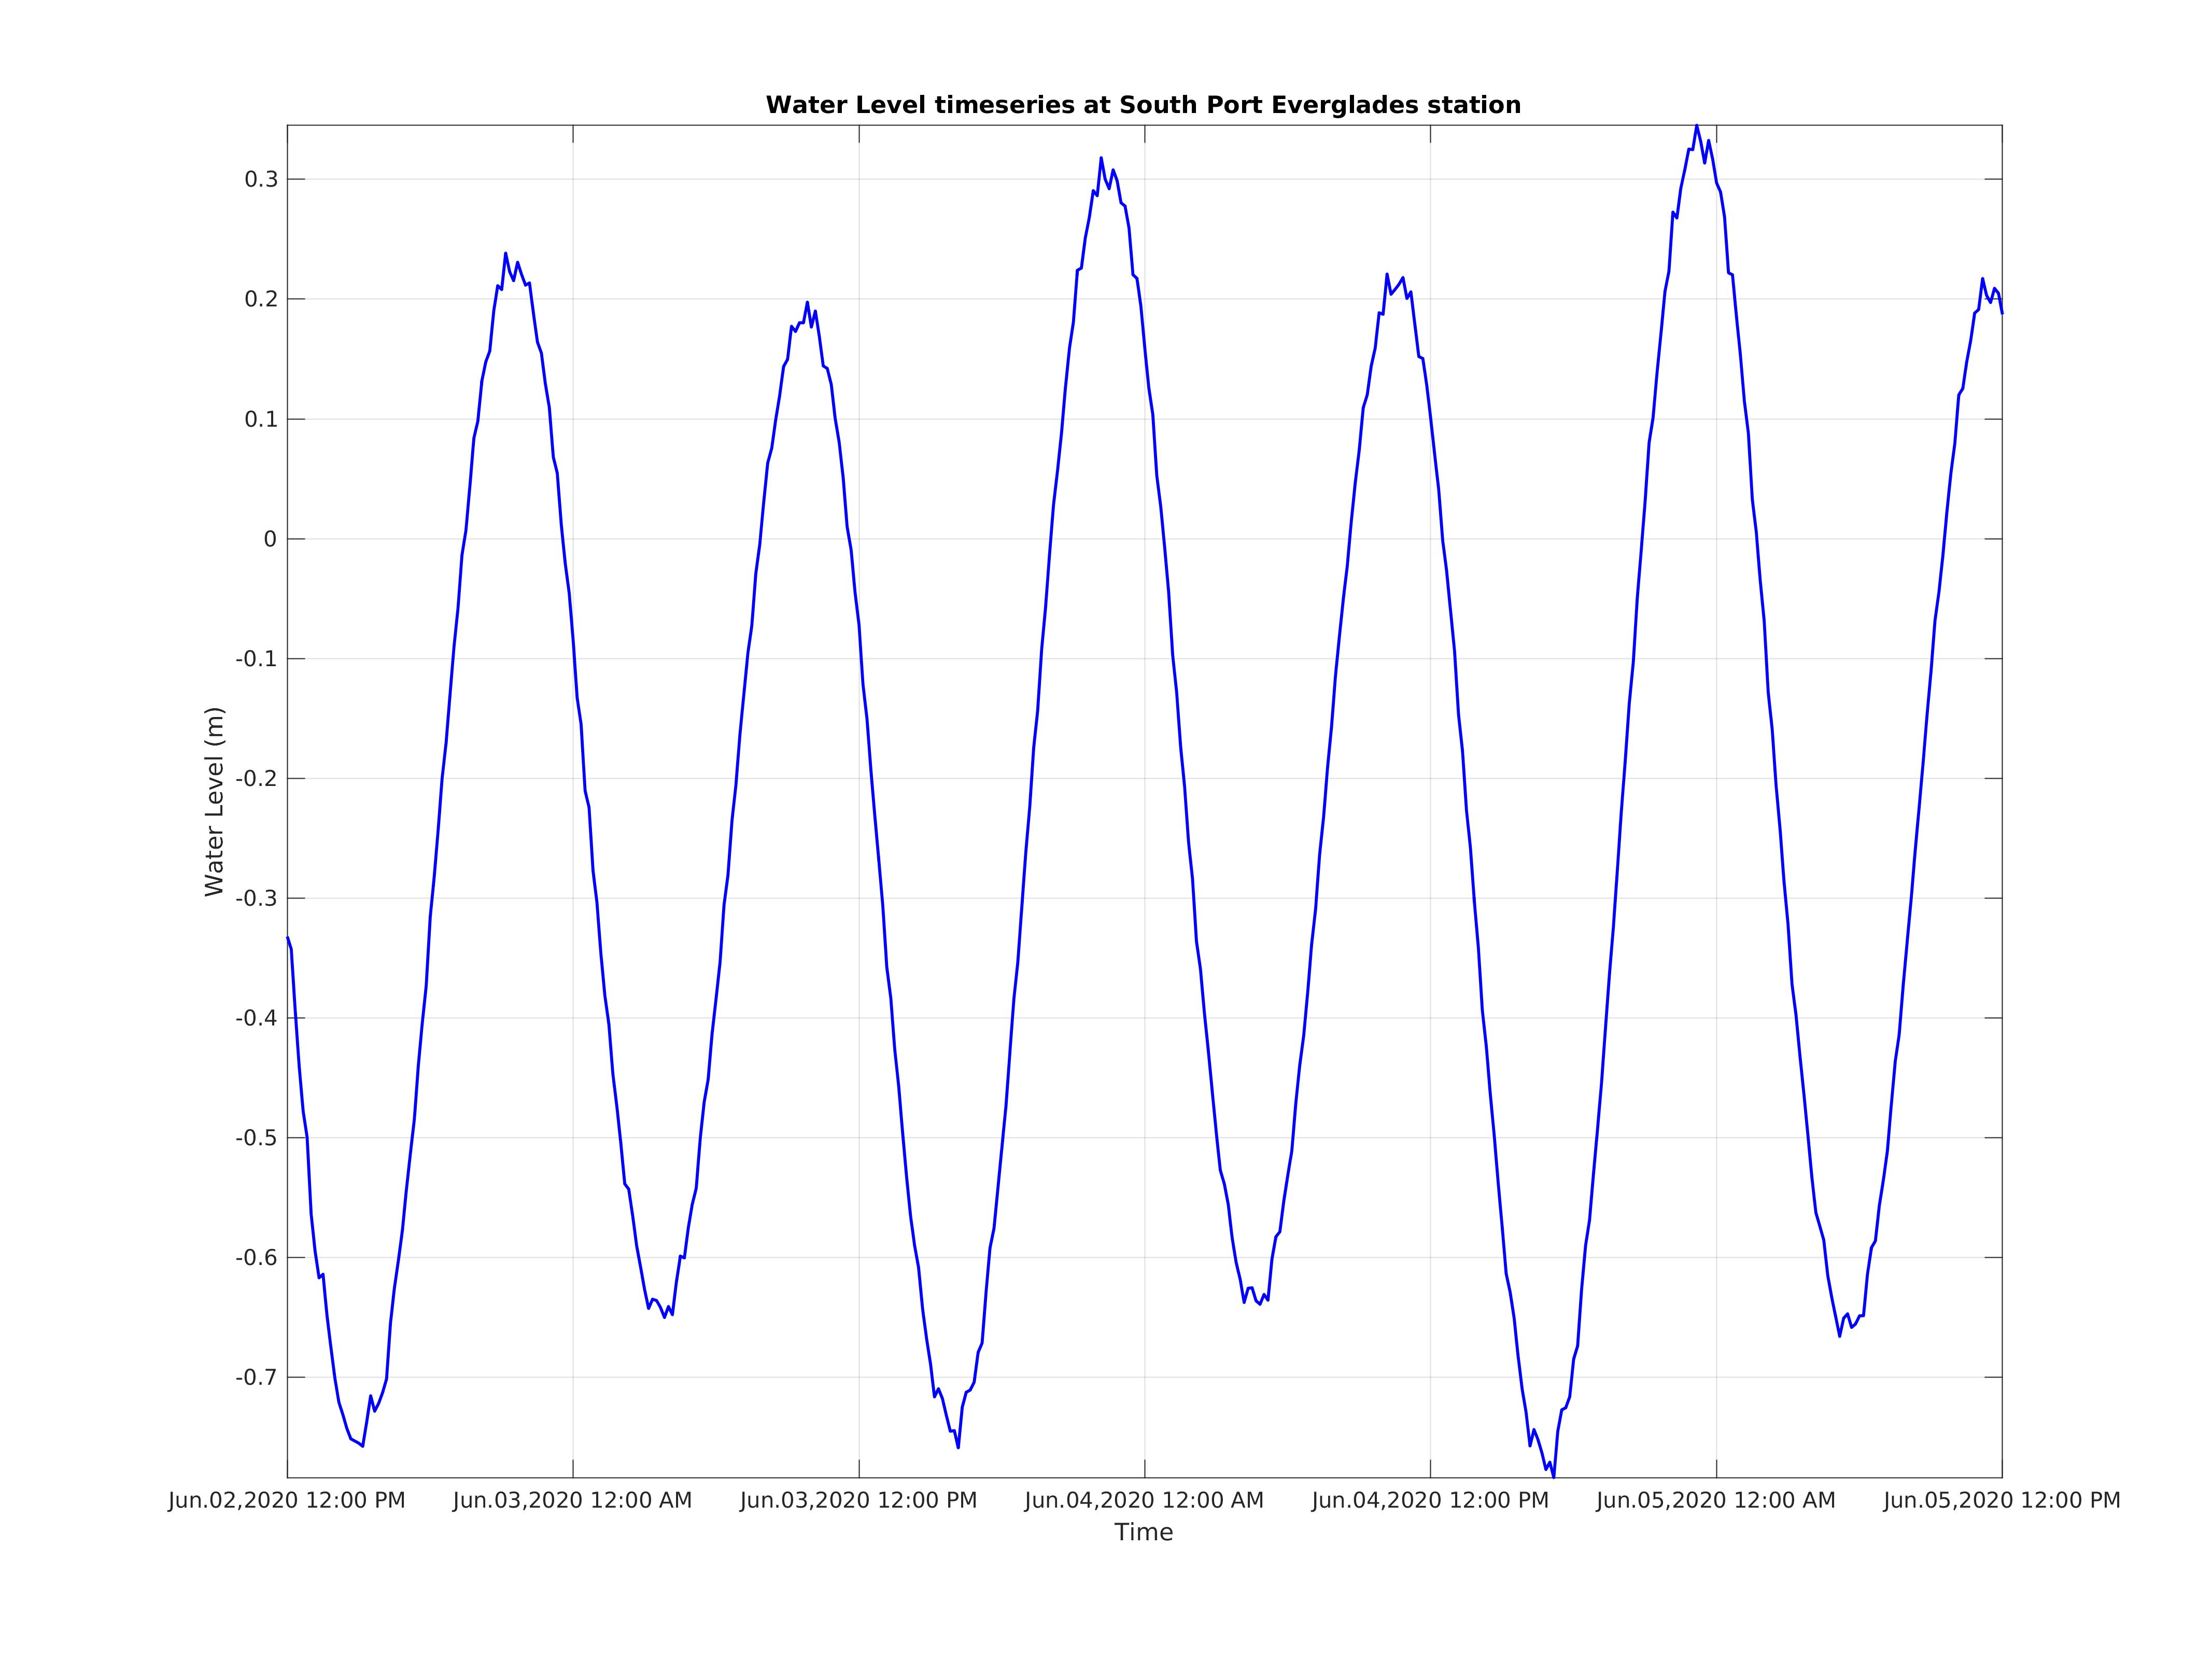 Water Level timeseries at South Port Everglades station
0.3
0.2
0.1
0
-0.1
-0.2
-0.3
-0.4
-0.5
-0.6
-0.7
Water Level (m)
Jun.02,2020 12:00 PM
Jun.03,2020 12:00 AM
Jun.03,2020 12:00 PM
Jun.04,2020 12:00 AM
Jun.04,2020 12:00 PM
Jun.05,2020 12:00 AM
Jun.05,2020 12:00 PM
Time